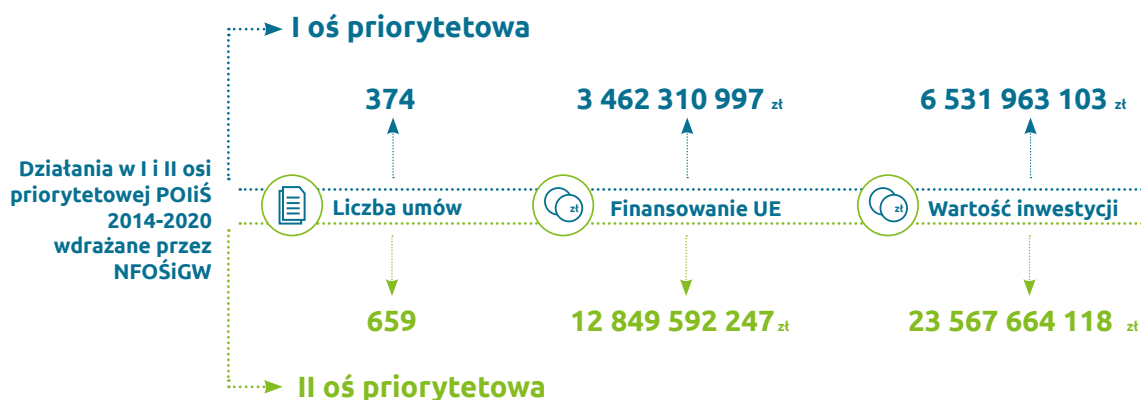 I oś priorytetowa
374
3 462 310 997 zł
6 531 963 103 zł
Działania w I i II osi
priorytetowej POIiŚ
2014-2020
wdrażane przez
NFOŚiGW
Liczba umów
zł
Finansowanie UE
zł
Wartość inwestycji
659
12 849 592 247 zł
23 567 664 118 zł
II oś priorytetowa